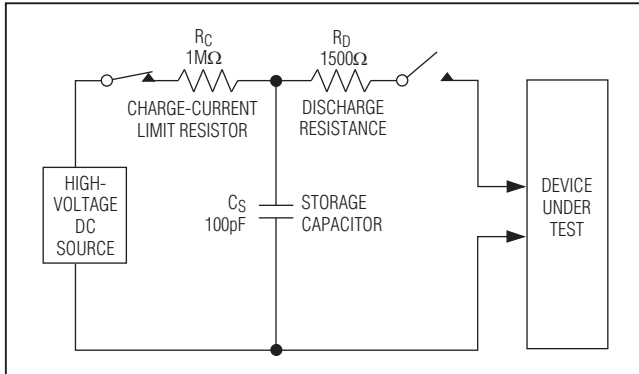 RC
1MΩ
CHARGE-CURRENT
LIMIT RESISTOR
RD
1500Ω
DISCHARGE
RESISTANCE
HIGH-
VOLTAGE
DC
SOURCE
CS
100pF
STORAGE
CAPACITOR
DEVICE
UNDER
TEST